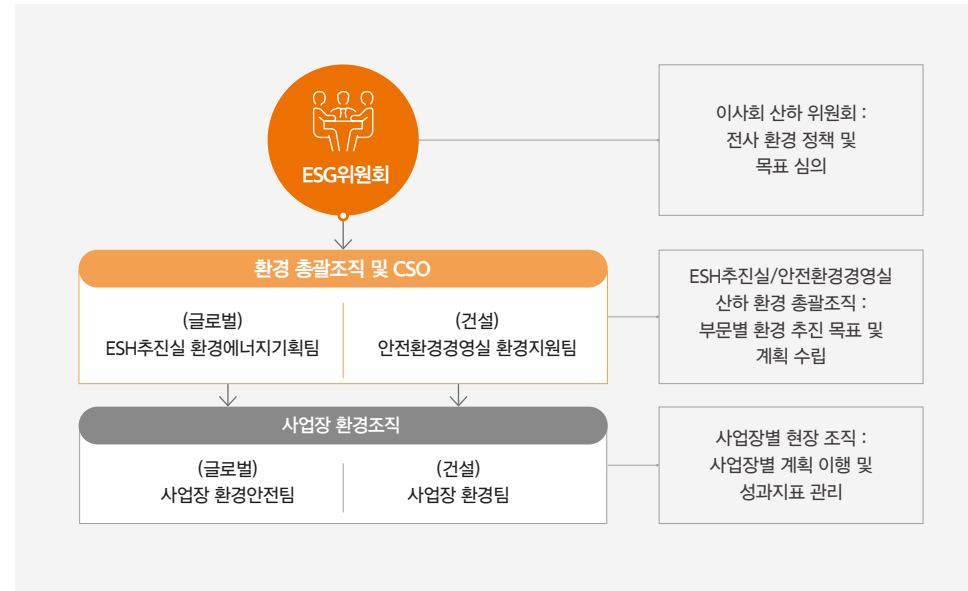 ESG위원회
이사회 산하 위원회 :
전사 환경 정책 및
목표 심의
환경 총괄조직 및 CSO
(글로벌)
ESH추진실 환경에너지기획팀
(건설)
안전환경경영실 환경지원팀
ESH추진실/안전환경경영실
산하 환경 총괄조직 :
부문별 환경 추진 목표 및
계획 수립
사업장 환경조직
(글로벌)
사업장 환경안전팀
(건설)
사업장 환경팀
사업장별 현장 조직 :
사업장별 계획 이행 및
성과지표 관리